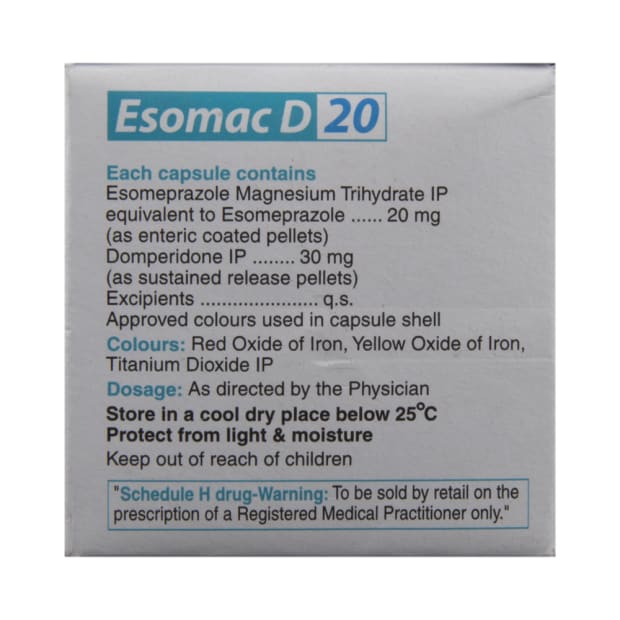 Esomac D 20
Each capsule contains
Esomeprazole Magnesium Trihydrate IP
equivalent to Esomeprazole ...... 20 mg
(as enteric coated pellets)
Domperidone IP ........ 30 mg
(as sustained release pellets)
Excipients ...................... q.s.
Approved colours used in capsule shell
Colours: Red Oxide of Iron, Yellow Oxide of Iron,
Titanium Dioxide IP
Dosage: As directed by the Physician
Store in a cool dry place below 25°C
Protect from light & moisture
Keep out of reach of children
"Schedule H drug-Warning: To be sold by retail on the
prescription of a Registered Medical Practitioner only."